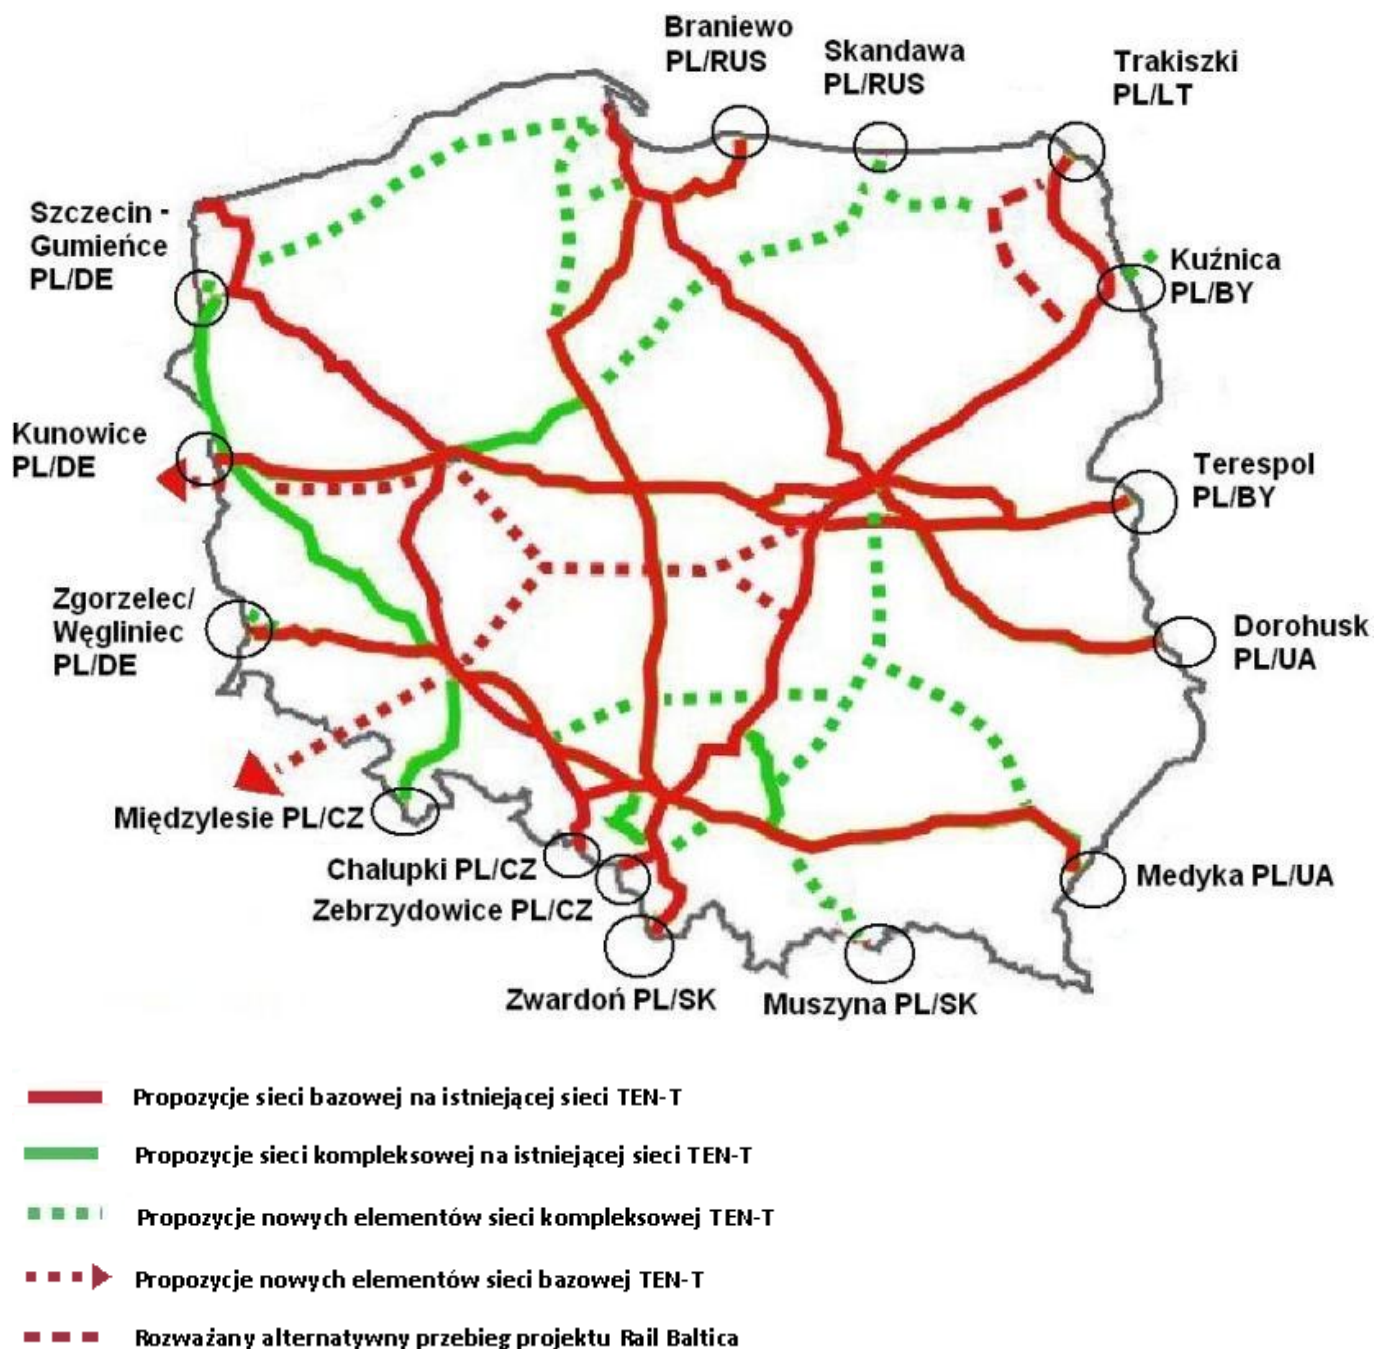 Braniewo
PL/RUS
Skandawa
PL/RUS
Trakiszki
PL/LT
Szczecin -
Gumieńce
PL/DE
Kuźnica
PL/BY
Kunowice
PL/DE
Terespol
PL/BY
Zgorzelec/
Węgliniec
PL/DE
Dorohusk
PL/UA
Międzylesie PL/CZ
Chalupki PL/CZ
Zebrzydowice PL/CZ
Medyka PL/UA
Zwardoń PL/SK
Muszyna PL/SK
Propozycje sieci bazowej na istniejącej sieci TEN-T
Propozycje sieci kompleksowej na istniejącej sieci TEN-T
Propozycje nowych elementów sieci kompleksowej TEN-T
Propozycje nowych elementów sieci bazowej TEN-T
Rozważany alternatywny przebieg projektu Rail Baltica